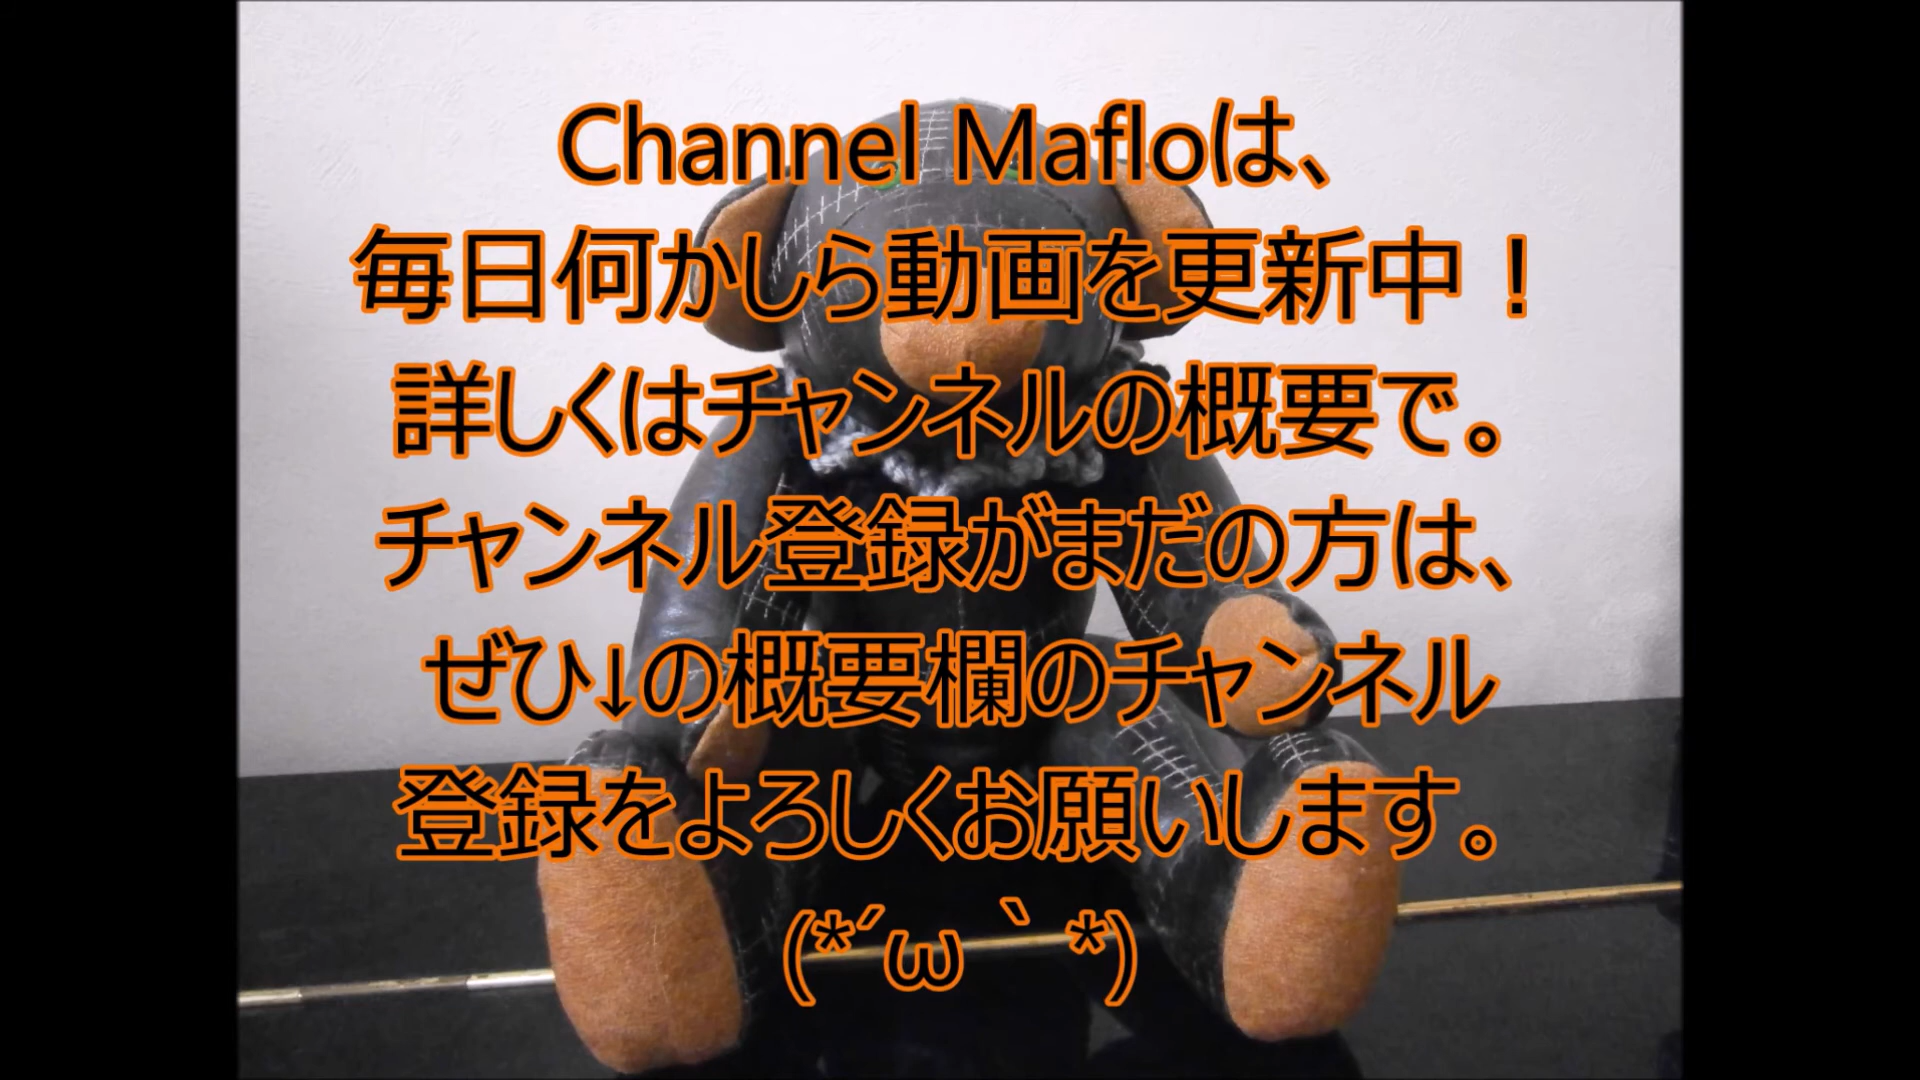 Channel Mafloは、
毎日何かしら動画を更新中！
詳しくはチャンネルの概要で。
チャンネル登録がまだの方は、
ぜひ↓の概要欄のチャンネル
登録をよろしくお願いします。
(*´ω｀*)